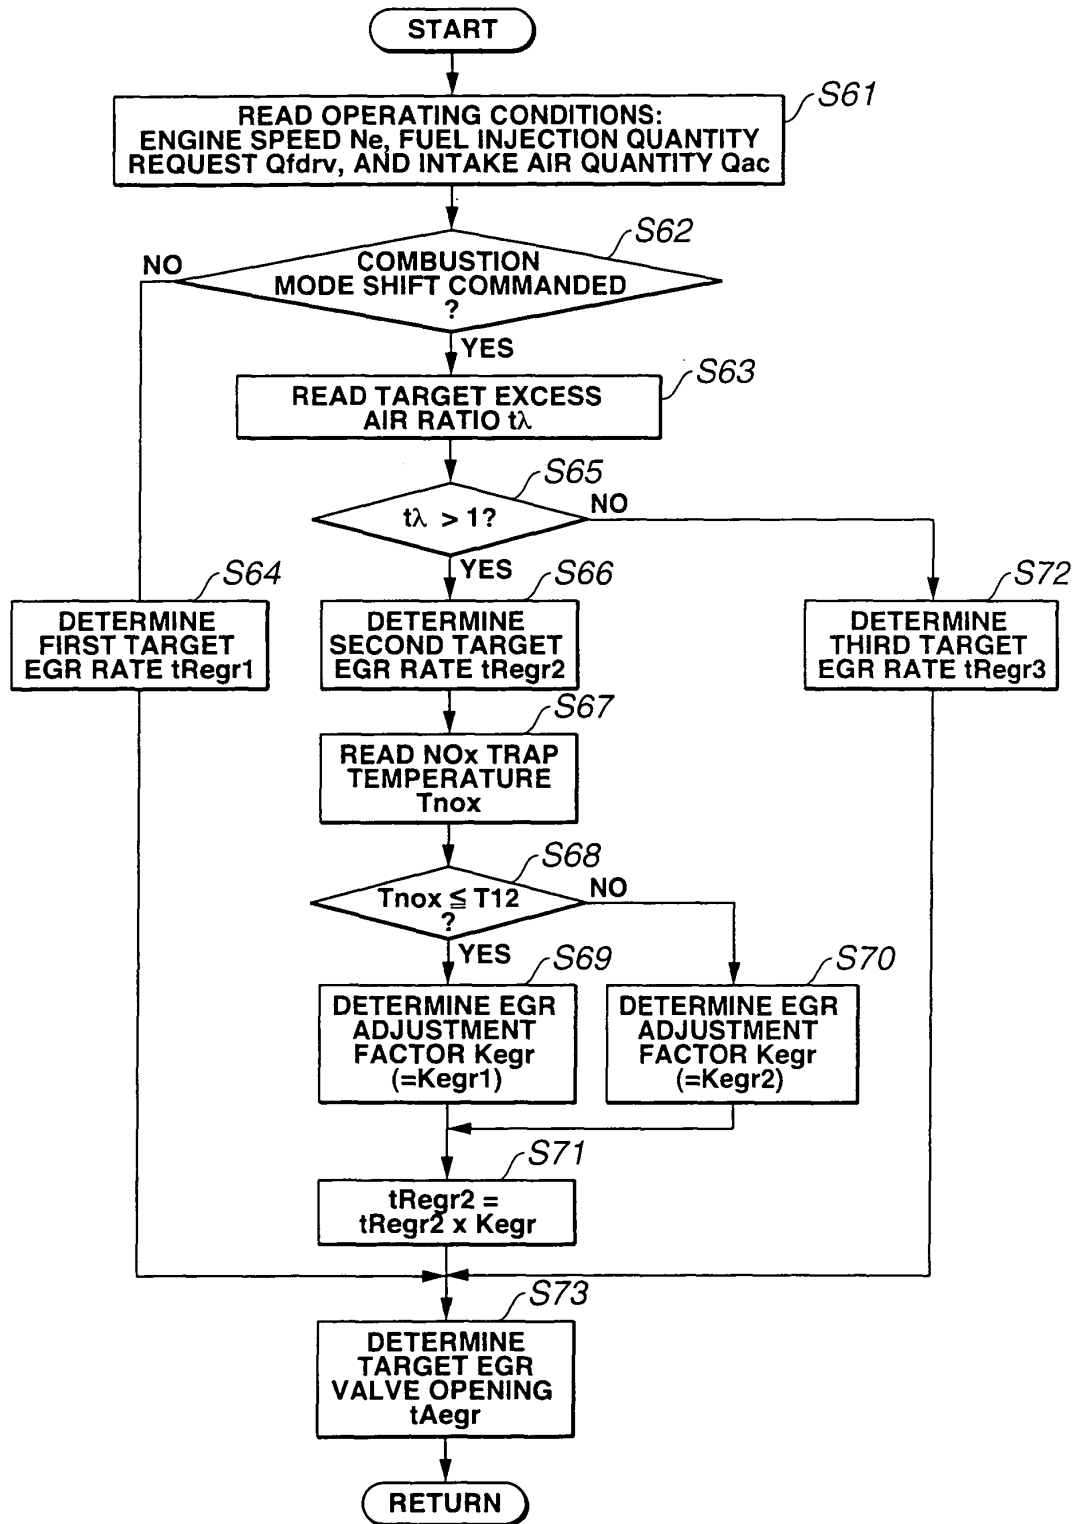 START
S61
READ OPERATING CONDITIONS:
ENGINE SPEED Ne, FUEL INJECTION QUANTITY
REQUEST Qfdrv, AND INTAKE AIR QUANTITY Qac
S62
NO
COMBUSTION
MODE SHIFT COMMANDED
?
YES
S63
READ TARGET EXCESS
AIR RATIO tλ
S65
NO
tλ > 1?
YES
S64
DETERMINE
FIRST TARGET
EGR RATE tRegr1
S66
DETERMINE
SECOND TARGET
EGR RATE tRegr2
S72
DETERMINE
THIRD TARGET
EGR RATE tRegr3
S67
READ NOx TRAP
TEMPERATURE
Tnox
S68
NO
Tnox ≦ T12
?
YES
S69
DETERMINE EGR
ADJUSTMENT
FACTOR Kegr
(=Kegr1)
S70
DETERMINE EGR
ADJUSTMENT
FACTOR Kegr
(=Kegr2)
S71
tRegr2 =
tRegr2 x Kegr
S73
DETERMINE
TARGET EGR
VALVE OPENING
tAegr
RETURN